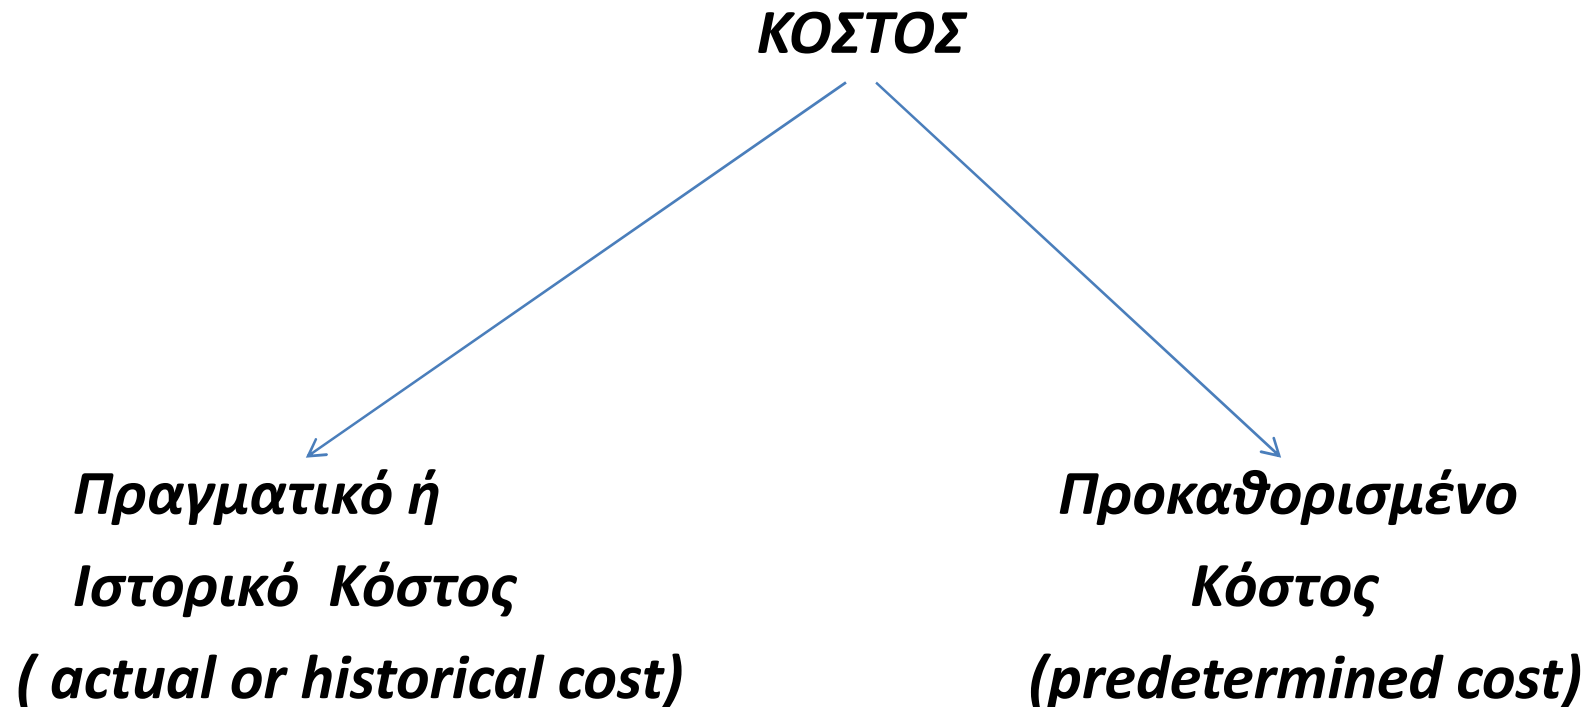 ΚΟΣΤΟΣ
Πραγματικό ή
Ιστορικό Κόστος
( actual or historical cost)
Προκαθορισμένο
Κόστος
(predetermined cost)